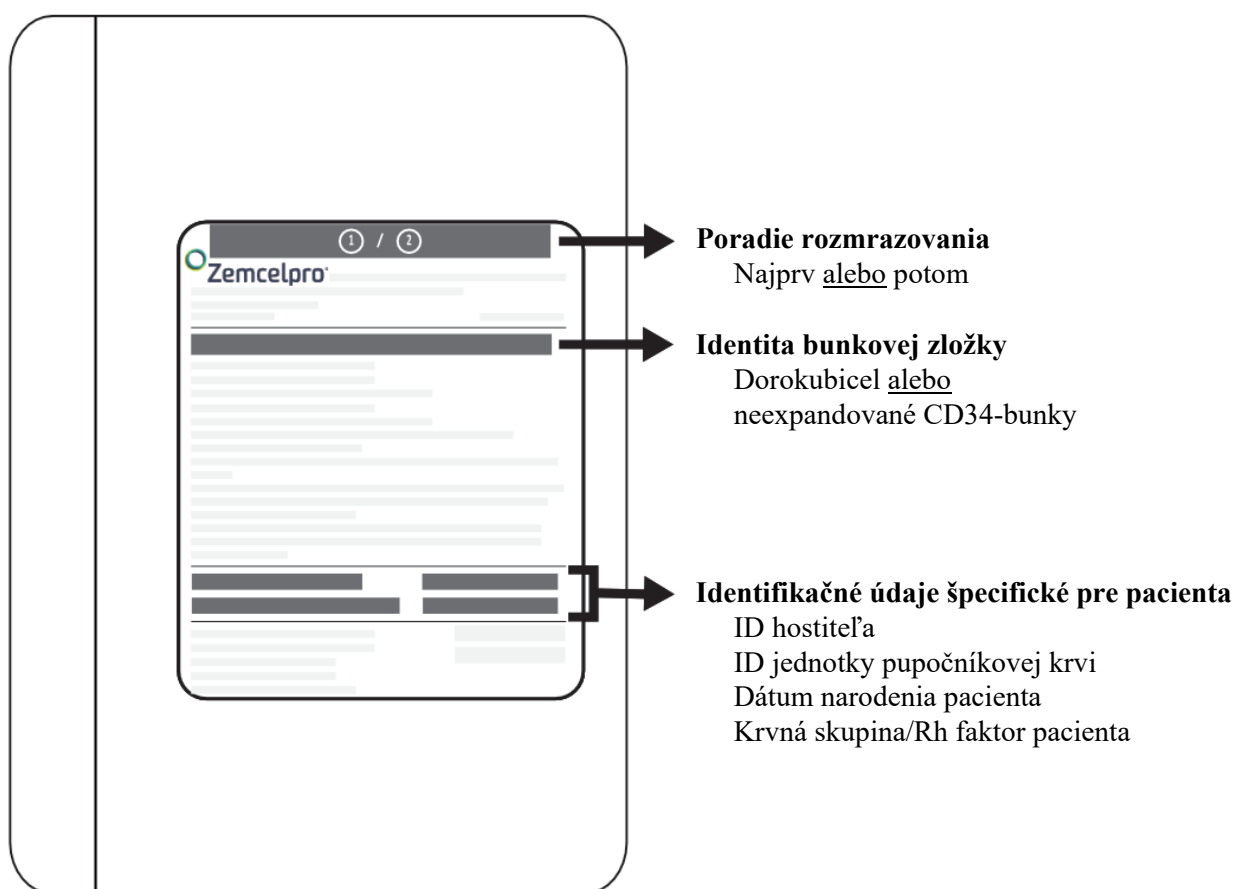 1 / 2
Zemcelpro
Poradie rozmrazovania
Najprv alebo potom
Identita bunkovej zložky
Dorokubicel alebo
neexpandované CD34-bunky
Identifikačné údaje špecifické pre pacienta
ID hostiteľa
ID jednotky pupočníkovej krvi
Dátum narodenia pacienta
Krvná skupina/Rh faktor pacienta